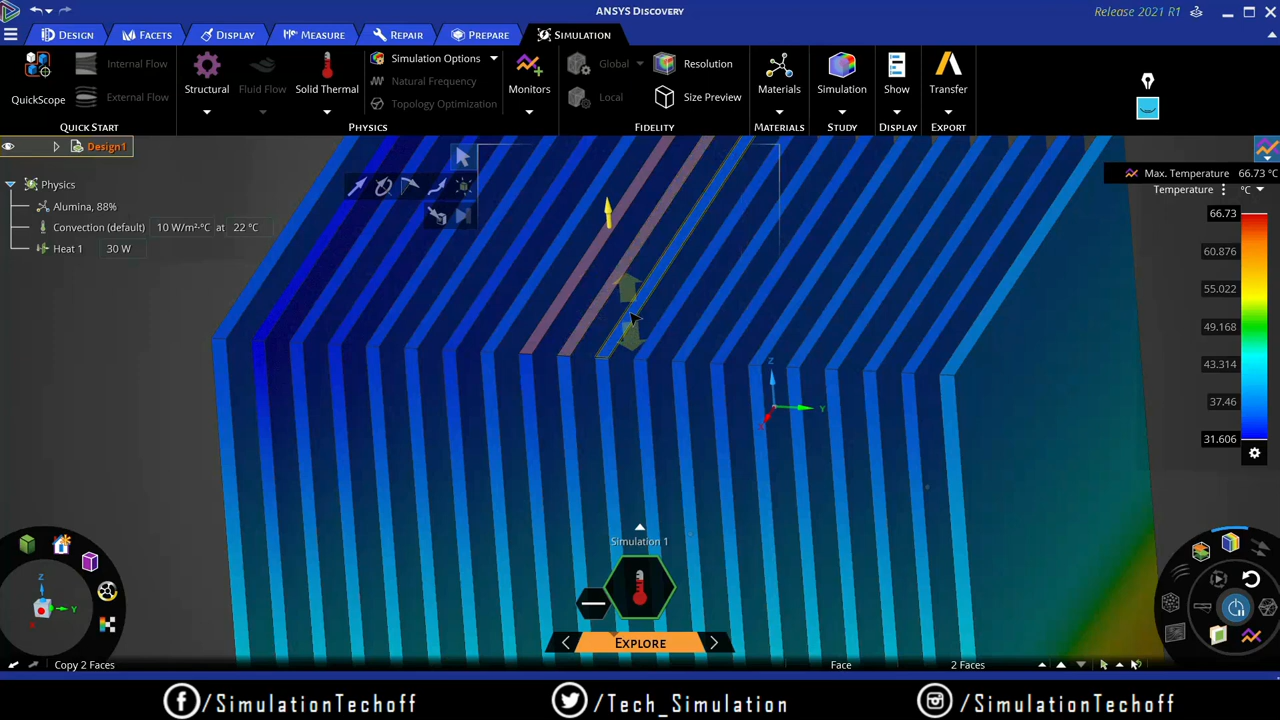 ANSYS Discovery
Release 2021 R1
DESIGN
FACETS
DISPLAY
MEASURE
REPAIR
PREPARE
SIMULATION
QuickScope
Internal Flow
External Flow
QUICK START
Structural
Fluid Flow
Solid Thermal
Simulation Options
Natural Frequency
Topology Optimization
PHYSICS
Monitors
Global
Local
Resolution
Size Preview
FIDELITY
Materials
MATERIALS
Simulation
STUDY
Show
DISPLAY
Transfer
EXPORT
Design1
Physics
Alumina, 88%
Convection (default) 10 W/m²·°C at 22 °C
Heat 1 30 W
Max. Temperature 66.73 °C
Temperature °C
66.73
60.876
55.022
49.168
43.314
37.46
31.606
Z
Y
X
Simulation 1
EXPLORE
Z
Y
X
Copy 2 Faces
Face
2 Faces
/SimulationTechoff
/Tech_Simulation
/SimulationTechoff